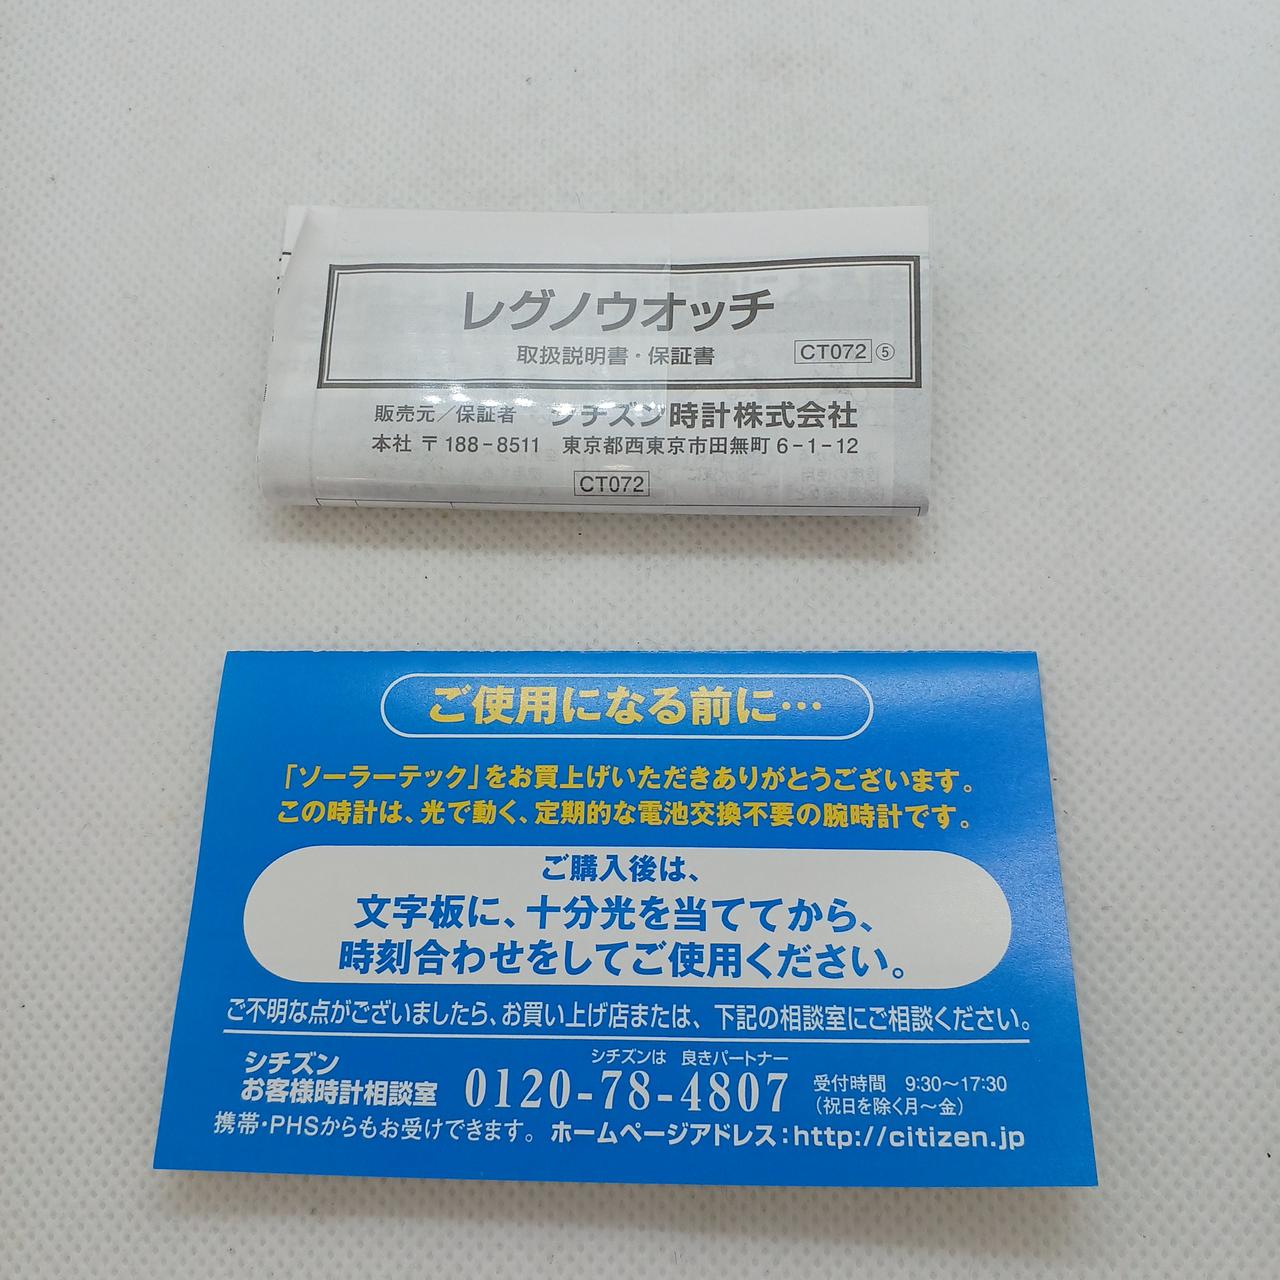 レグノウオッチ
取扱説明書・保証書 CT072 ⑤
販売元／保証者 シチズン時計株式会社
本社 〒188-8511 東京都西東京市田無町6-1-12
CT072
ご使用になる前に…
「ソーラーテック」をお買上げいただきありがとうございます。
この時計は、光で動く、定期的な電池交換不要の腕時計です。
ご購入後は、
文字板に、十分光を当ててから、
時刻合わせをしてご使用ください。
ご不明な点がございましたら、お買い上げ店または、下記の相談室にご相談ください。
シチズン
お客様時計相談室
シチズンは 良きパートナー
0120-78-4807
受付時間 9:30～17:30
（祝日を除く月～金）
携帯・PHSからもお受けできます。 ホームページアドレス：http://citizen.jp